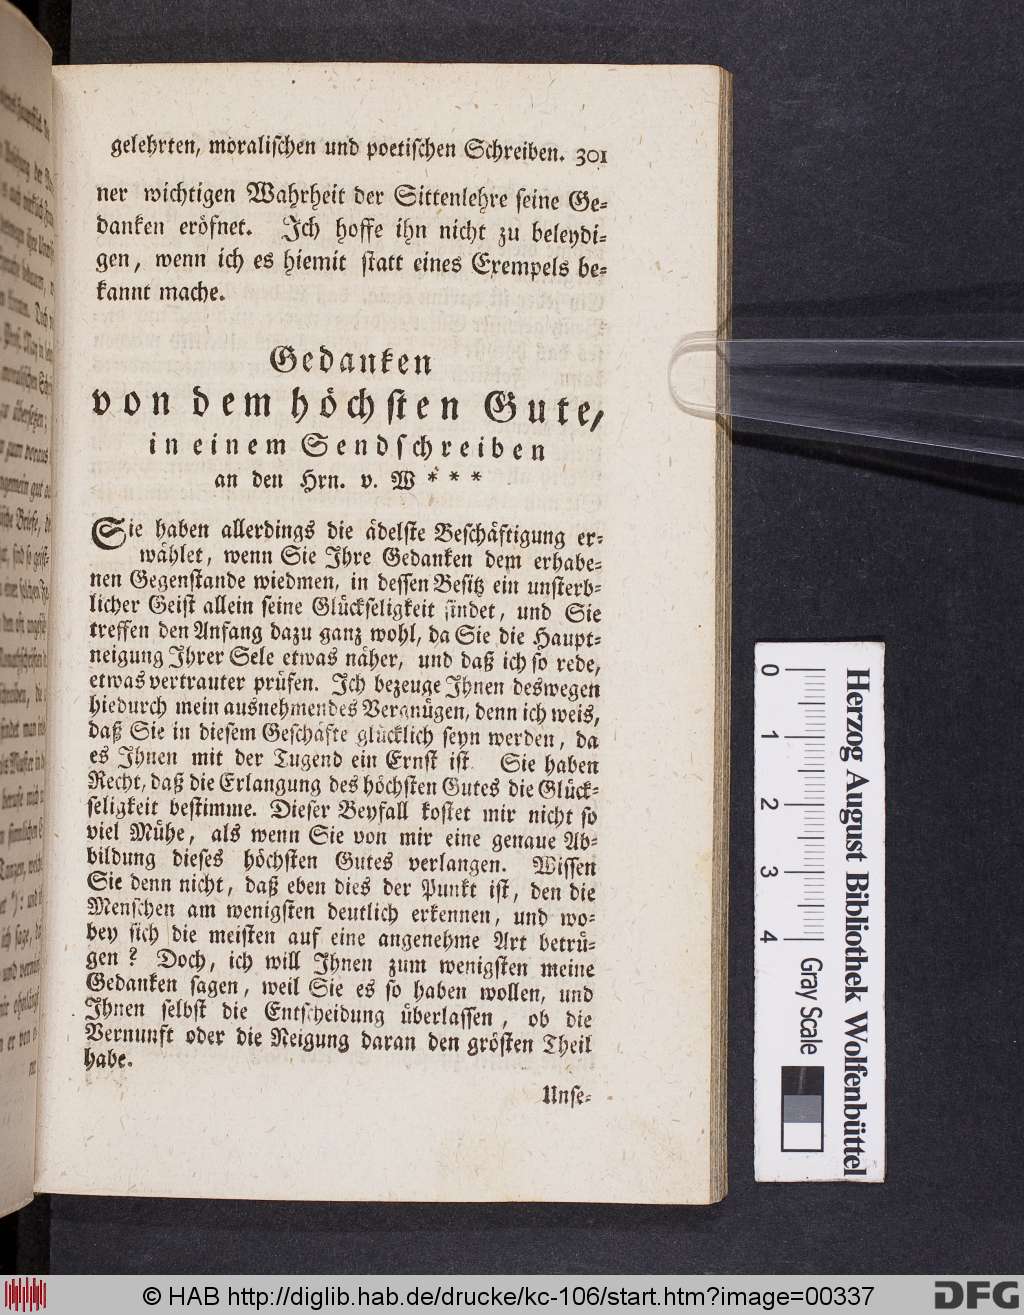 gelehrten, moralischen und poetischen Schreiben. 301
ner wichtigen Wahrheit der Sittenlehre seine Ge-
danken eröfnet. Ich hoffe ihn nicht zu beleydi-
gen, wenn ich es hiemit statt eines Exempels be-
kannt mache.
Gedanken
von dem höchsten Gute,
in einem Sendschreiben
an den Hrn. v. W * * *
Sie haben allerdings die ädelste Beschäftigung er-
wählet, wenn Sie Ihre Gedanken dem erhabe-
nen Gegenstande wiedmen, in dessen Besitz ein unsterb-
licher Geist allein seine Glückseligkeit findet, und Sie
treffen den Anfang dazu ganz wohl, da Sie die Haupt-
neigung Ihrer Sele etwas näher, und daß ich so rede,
etwas vertrauter prüfen. Ich bezeuge Ihnen deswegen
hiedurch mein ausnehmendes Vergnügen, denn ich weis,
daß Sie in diesem Geschäfte glücklich seyn werden, da
es Ihnen mit der Tugend ein Ernst ist. Sie haben
Recht, daß die Erlangung des höchsten Gutes die Glück-
seligkeit bestimme. Dieser Beyfall kostet mir nicht so
viel Mühe, als wenn Sie von mir eine genaue Ab-
bildung dieses höchsten Gutes verlangen. Wissen
Sie denn nicht, daß eben dies der Punkt ist, den die
Menschen am wenigsten deutlich erkennen, und wo-
bey sich die meisten auf eine angenehme Art betrü-
gen? Doch, ich will Ihnen zum wenigsten meine
Gedanken sagen, weil Sie es so haben wollen, und
Ihnen selbst die Entscheidung überlassen, ob die
Vernunft oder die Neigung daran den grösten Theil
habe.
Unse-
0 1 2 3 4 Gray Scale
Herzog August Bibliothek Wolfenbüttel
© HAB http://diglib.hab.de/drucke/kc-106/start.htm?image=00337
DFG